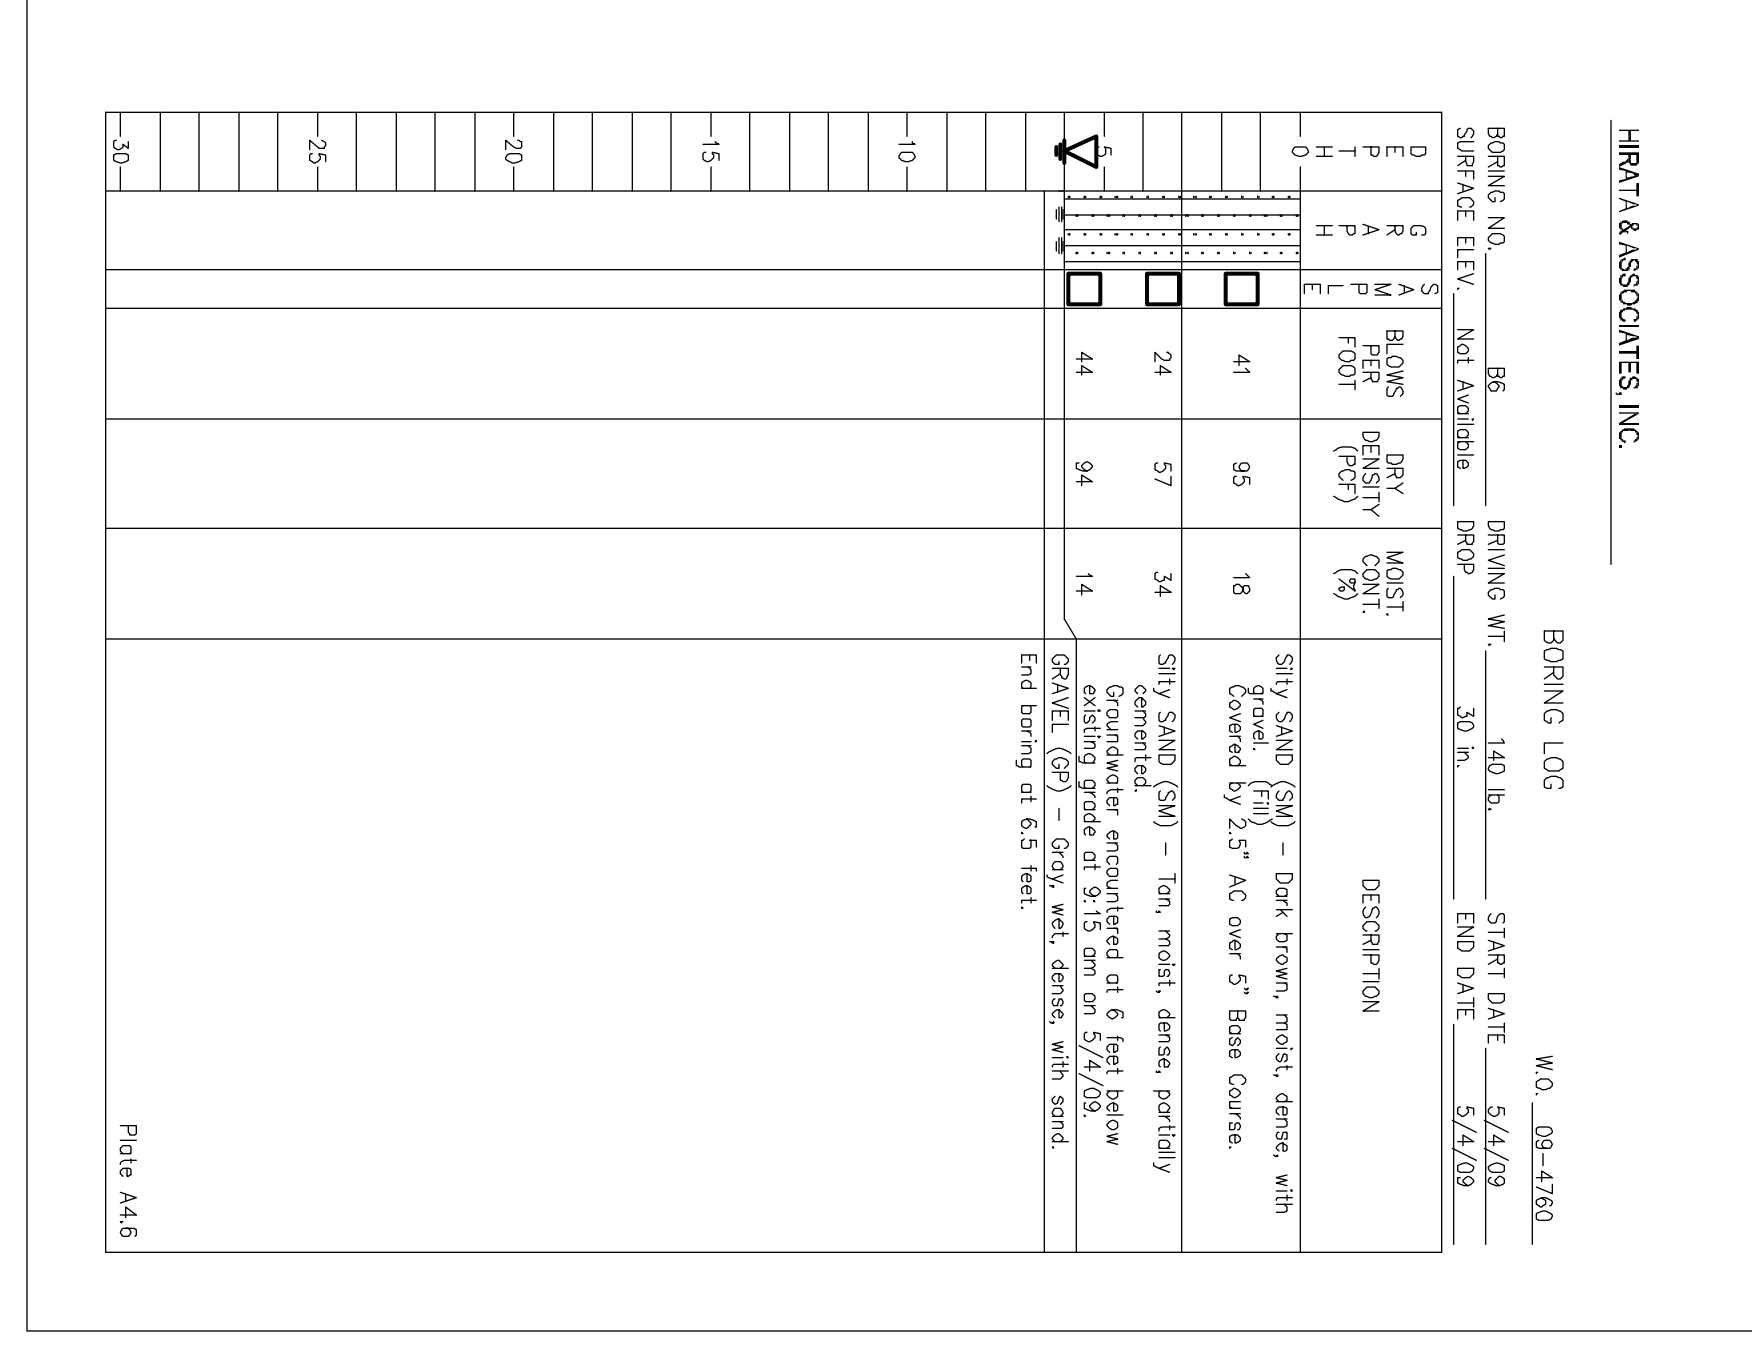 HIRATA & ASSOCIATES, INC.
BORING LOG
W.O. 09-4760
BORING NO. B6 DRIVING WT. 140 lb. START DATE 5/4/09
SURFACE ELEV. Not Available DROP 30 in. END DATE 5/4/09
DEPTH
GRAPH
SAMPLE
BLOWS
PER
FOOT
DRY
DENSITY
(PCF)
MOIST.
CONT.
(%)
DESCRIPTION
0
Silty SAND (SM) – Dark brown, moist, dense, with
gravel. (Fill)
41 95 18 Covered by 2.5" AC over 5" Base Course.
24 57 34 Silty SAND (SM) – Tan, moist, dense, partially
cemented.
5
Groundwater encountered at 6 feet below
44 94 14 existing grade at 9:15 am on 5/4/09.
GRAVEL (GP) – Gray, wet, dense, with sand.
End boring at 6.5 feet.
10
15
20
25
30
Plate A4.6